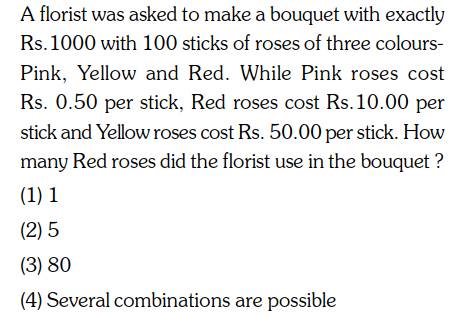 A florist was asked to make a bouquet with exactly
Rs.1000 with 100 sticks of roses of three colours-
Pink, Yellow and Red. While Pink roses cost
Rs. 0.50 per stick, Red roses cost Rs.10.00 per
stick and Yellow roses cost Rs. 50.00 per stick. How
many Red roses did the florist use in the bouquet ?
(1) 1
(2) 5
(3) 80
(4) Several combinations are possible